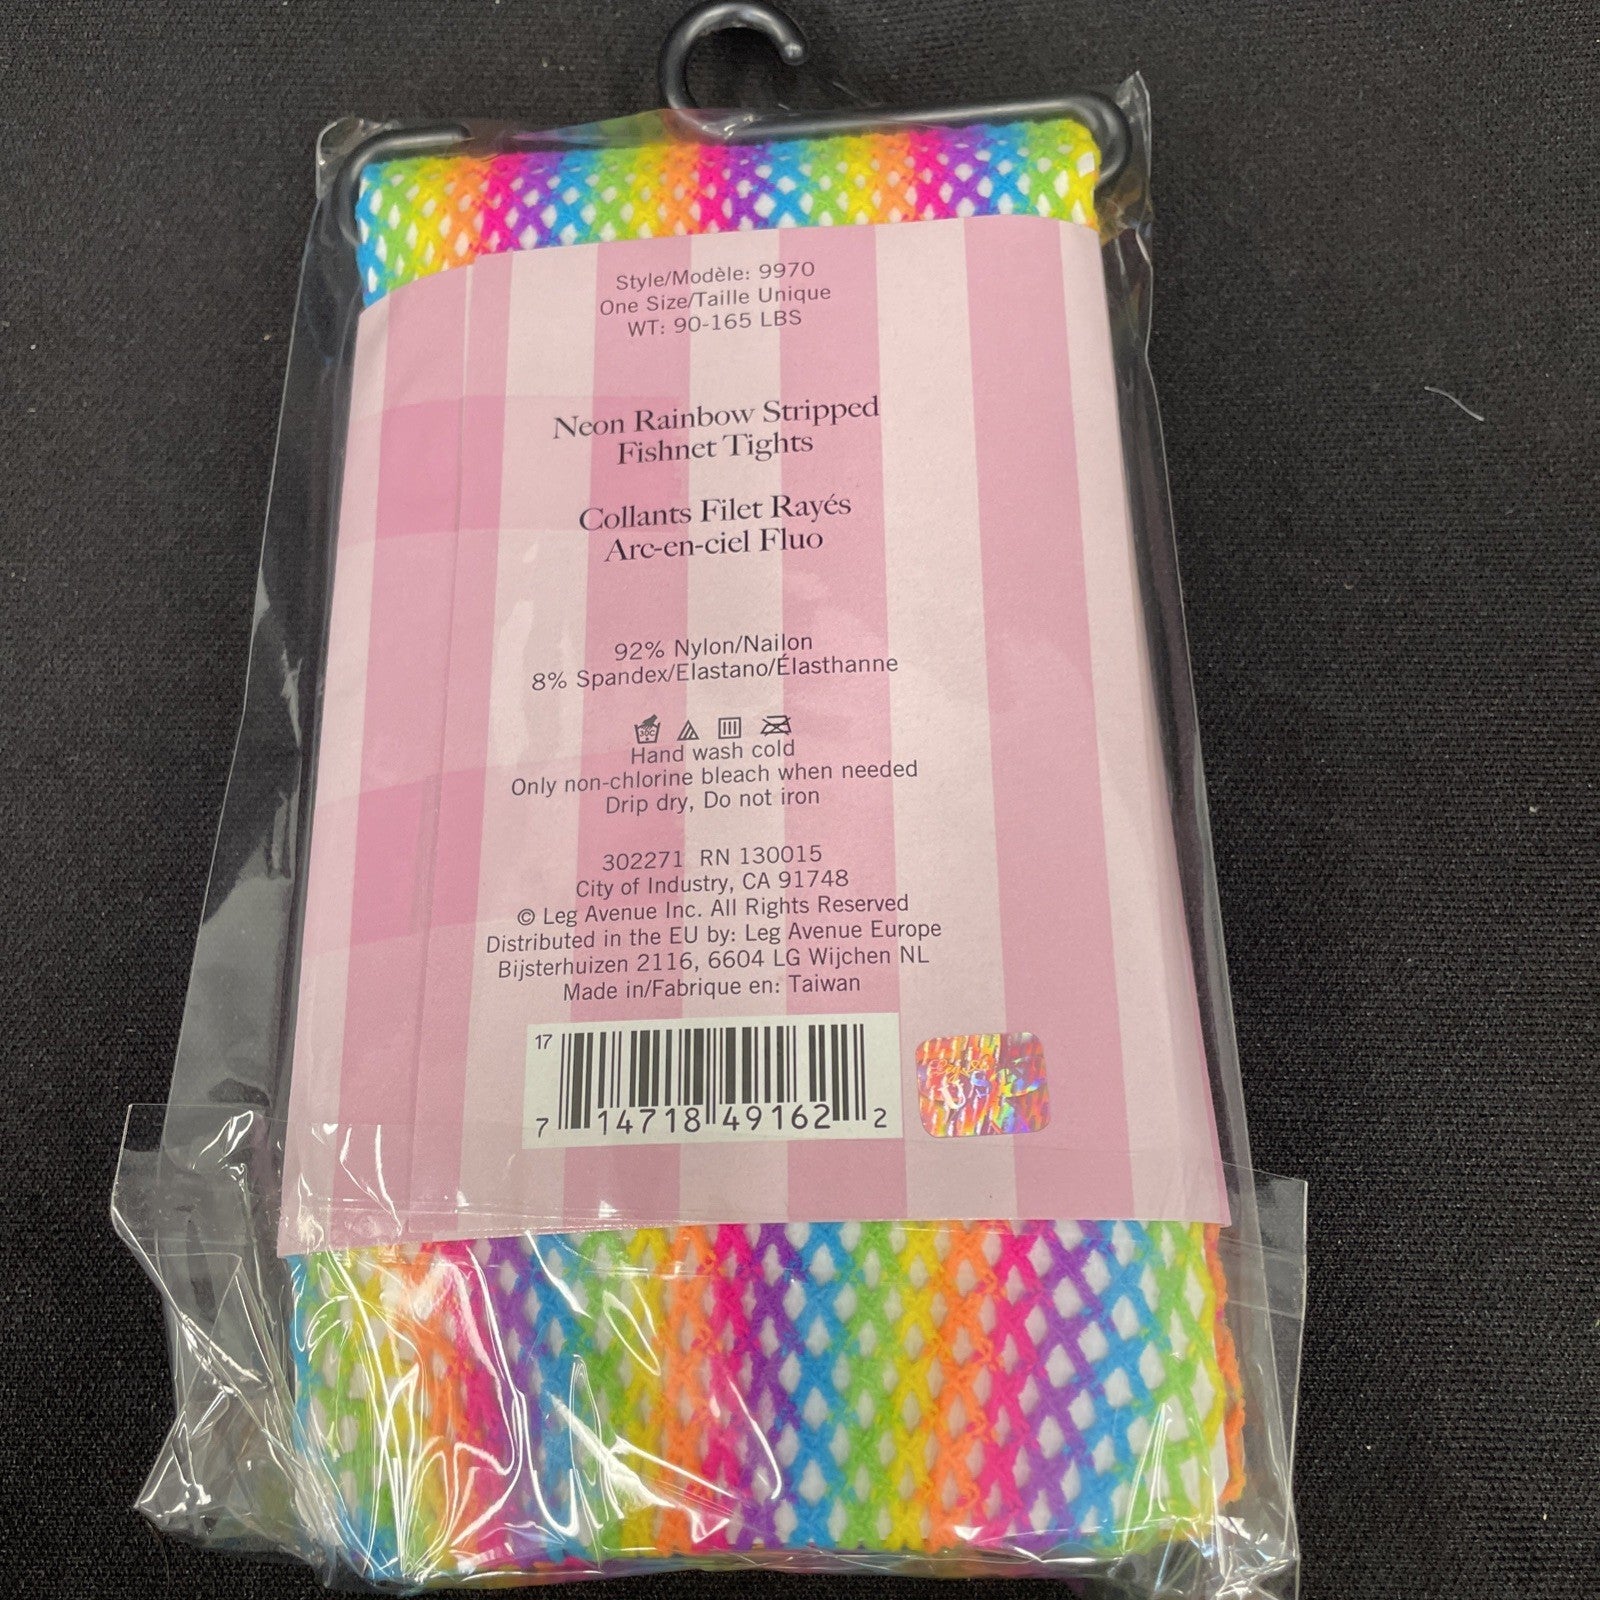 Style/Modèle: 9970
One Size/Taille Unique
WT: 90-165 LBS
Neon Rainbow Stripped
Fishnet Tights
Collants Filet Rayés
Arc-en-ciel Fluo
92% Nylon/Nailon
8% Spandex/Elastano/Élasthanne
30C
Hand wash cold
Only non-chlorine bleach when needed
Drip dry, Do not iron
302271 RN 130015
City of Industry, CA 91748
© Leg Avenue Inc. All Rights Reserved
Distributed in the EU by: Leg Avenue Europe
Bijsterhuizen 2116, 6604 LG Wijchen NL
Made in/Fabrique en: Taiwan
17
7 14718 49162 2